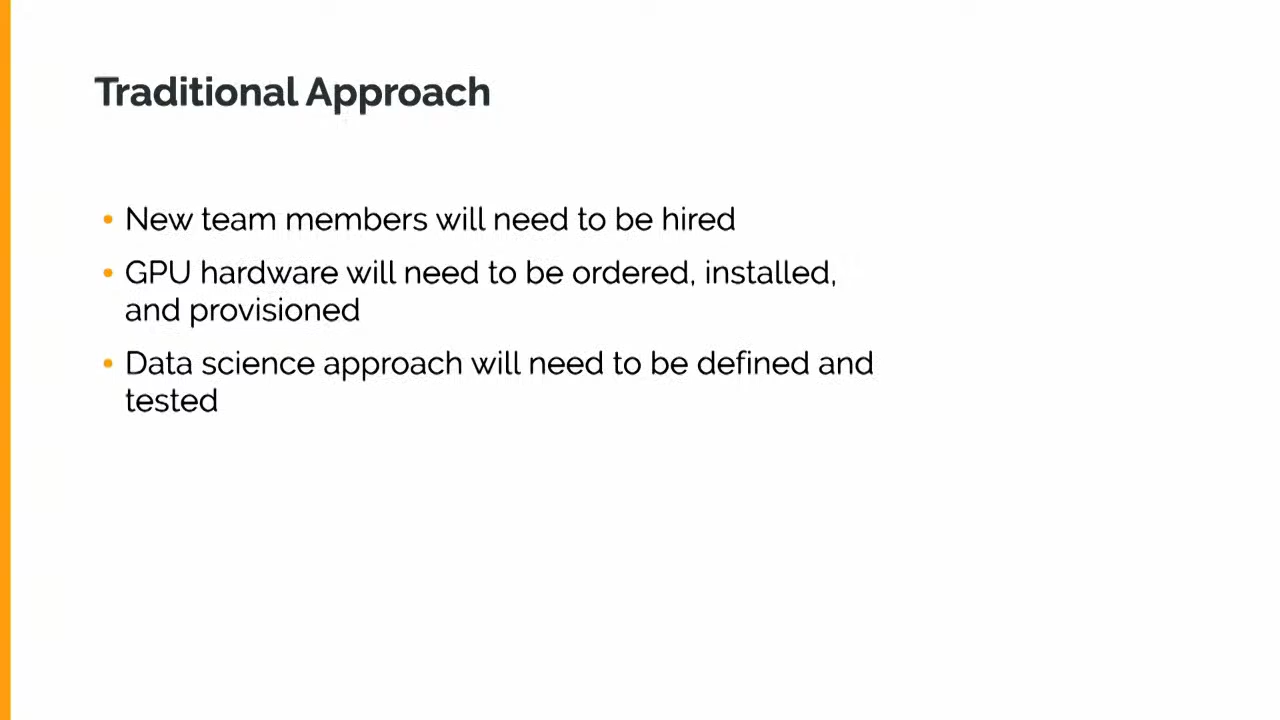 Traditional Approach
• New team members will need to be hired
• GPU hardware will need to be ordered, installed,
and provisioned
• Data science approach will need to be defined and
tested